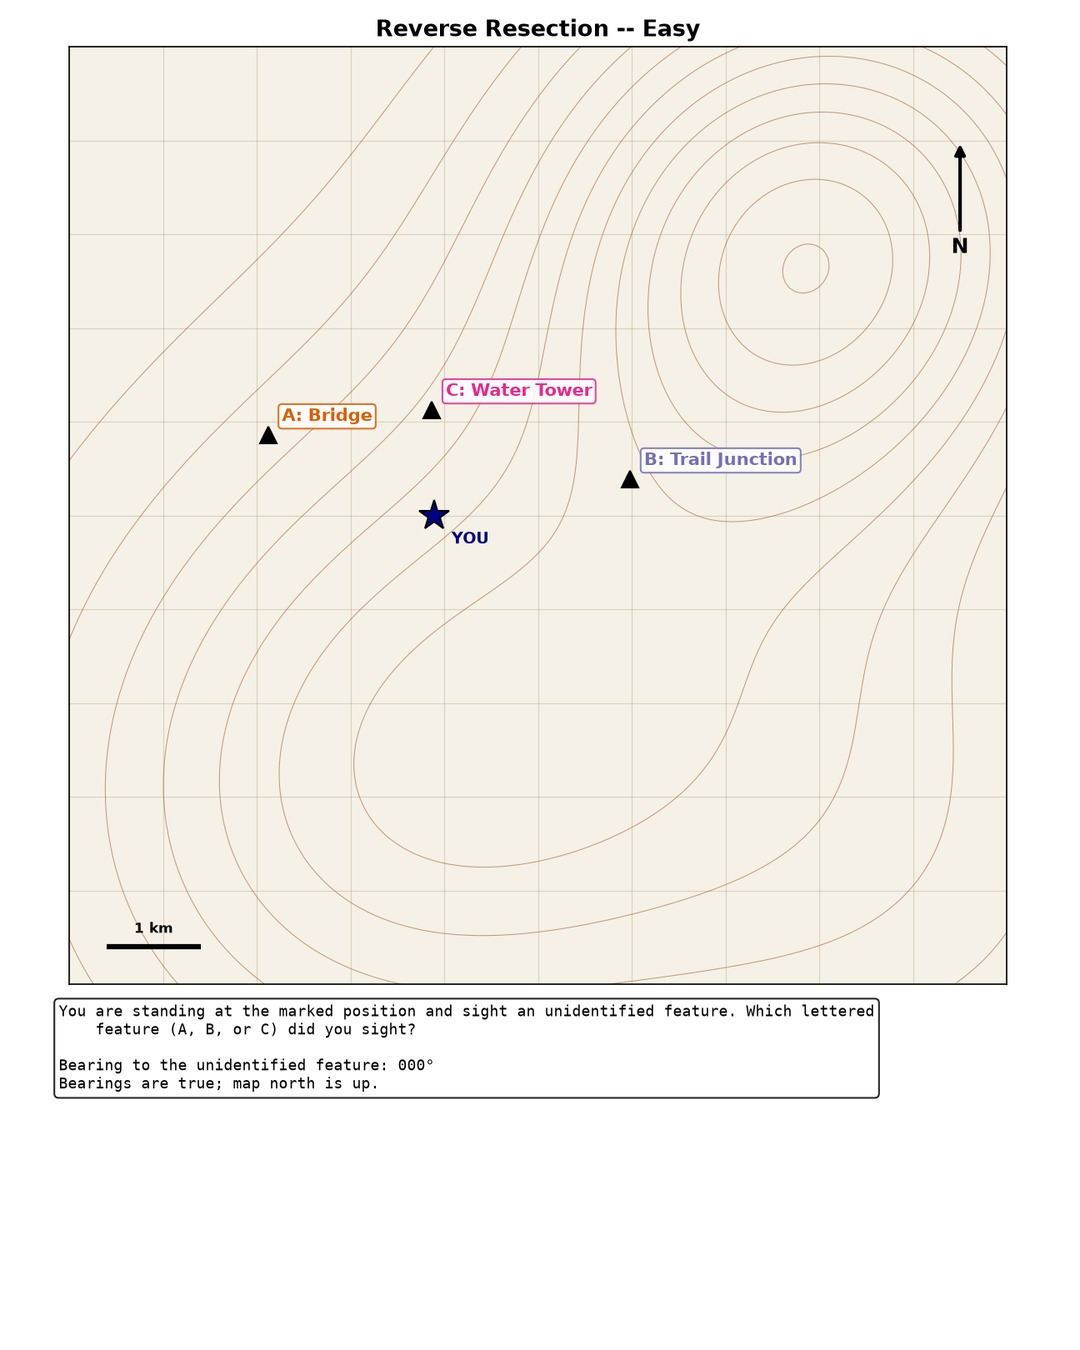 Reverse Resection -- Easy
N
C: Water Tower
A: Bridge
B: Trail Junction
YOU
1 km
You are standing at the marked position and sight an unidentified feature. Which lettered
feature (A, B, or C) did you sight?
Bearing to the unidentified feature: 000°
Bearings are true; map north is up.